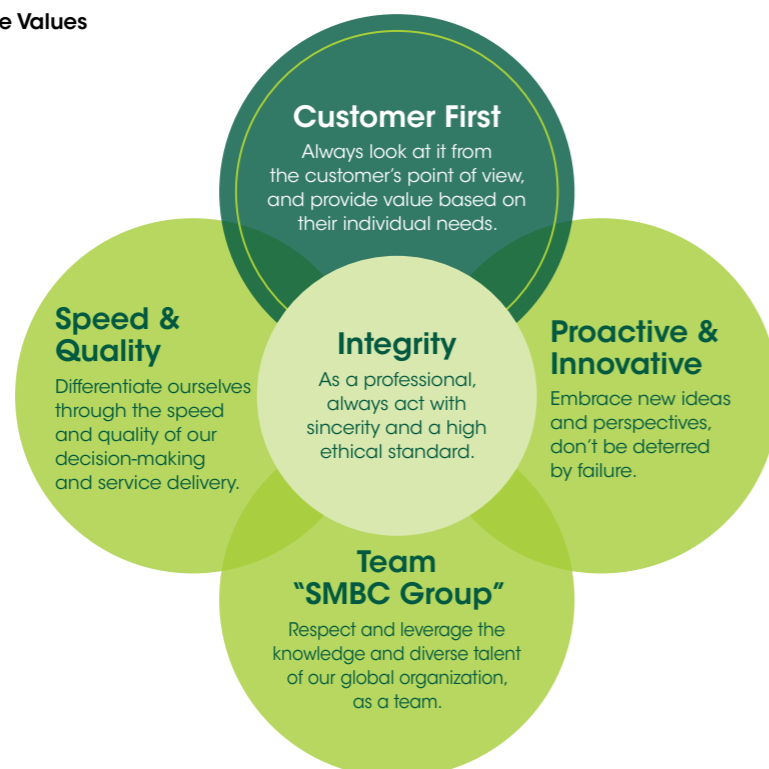 e Values
Customer First
Always look at it from
the customer's point of view,
and provide value based on
their individual needs.
Speed &
Quality
Differentiate ourselves
through the speed
and quality of our
decision-making
and service delivery.
Integrity
As a professional,
always act with
sincerity and a high
ethical standard.
Proactive &
Innovative
Embrace new ideas
and perspectives,
don't be deterred
by failure.
Team
"SMBC Group"
Respect and leverage the
knowledge and diverse talent
of our global organization,
as a team.